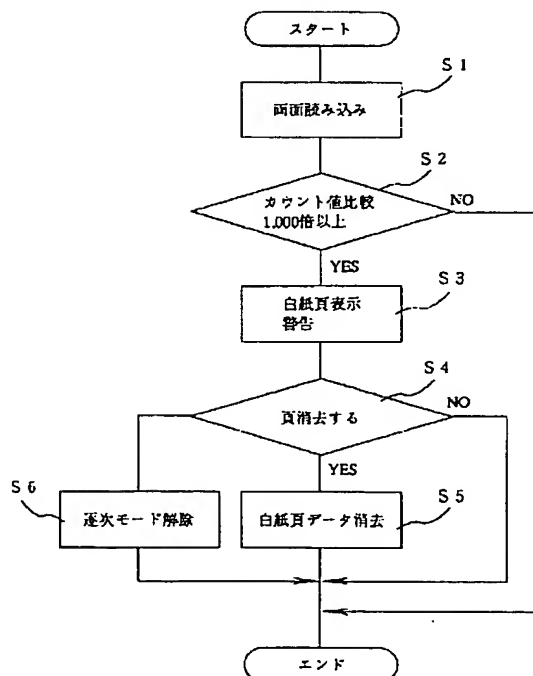 スタート
S 1
両面読み込み
S 2
カウント値比較
1,000倍以上
NO
YES
S 3
白紙頁表示
警告
S 4
頁消去する
NO
YES
S 6
逐次モード解除
S 5
白紙頁データ消去
エンド